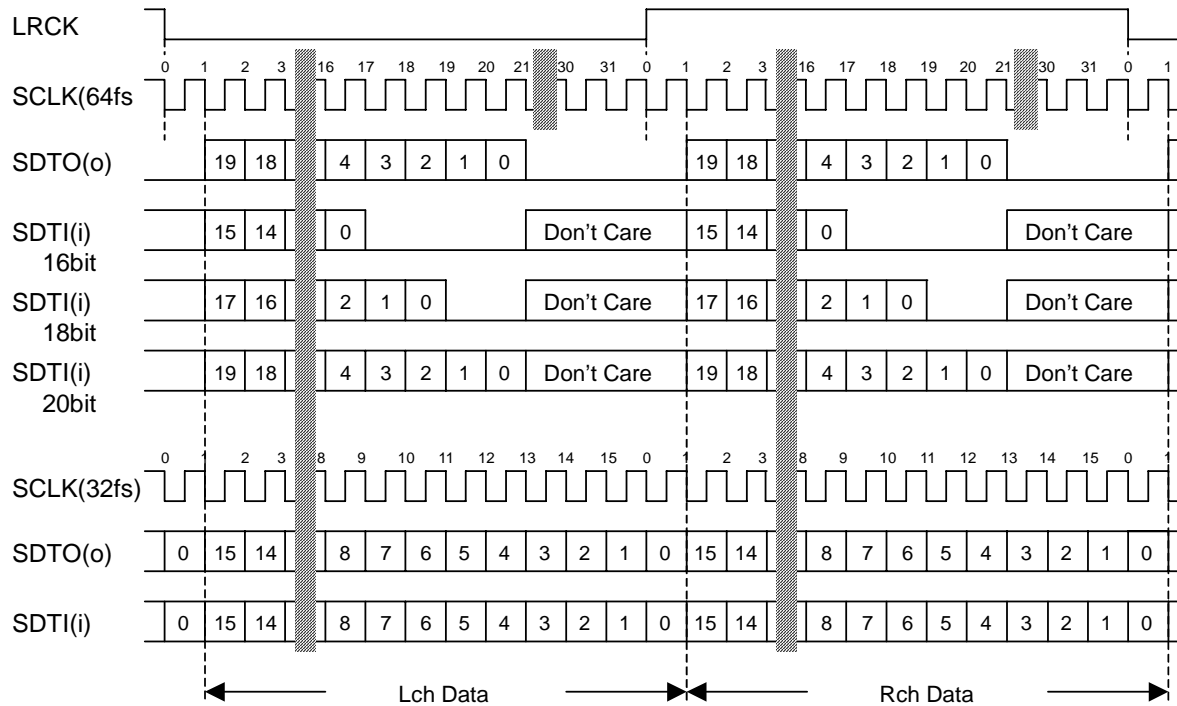 LRCK
0 1 2 3 16 17 18 19 20 21 30 31 0 1 2 3 16 17 18 19 20 21 30 31 0 1
SCLK(64fs
SDTO(o) 19 18 4 3 2 1 0 19 18 4 3 2 1 0
SDTI(i) 15 14 0 Don't Care 15 14 0 Don't Care
16bit
SDTI(i) 17 16 2 1 0 Don't Care 17 16 2 1 0 Don't Care
18bit
SDTI(i) 19 18 4 3 2 1 0 Don't Care 19 18 4 3 2 1 0 Don't Care
20bit
0 1 2 3 8 9 10 11 12 13 14 15 0 1 2 3 8 9 10 11 12 13 14 15 0 1
SCLK(32fs)
SDTO(o) 0 15 14 8 7 6 5 4 3 2 1 0 15 14 8 7 6 5 4 3 2 1 0
SDTI(i) 0 15 14 8 7 6 5 4 3 2 1 0 15 14 8 7 6 5 4 3 2 1 0
Lch Data Rch Data